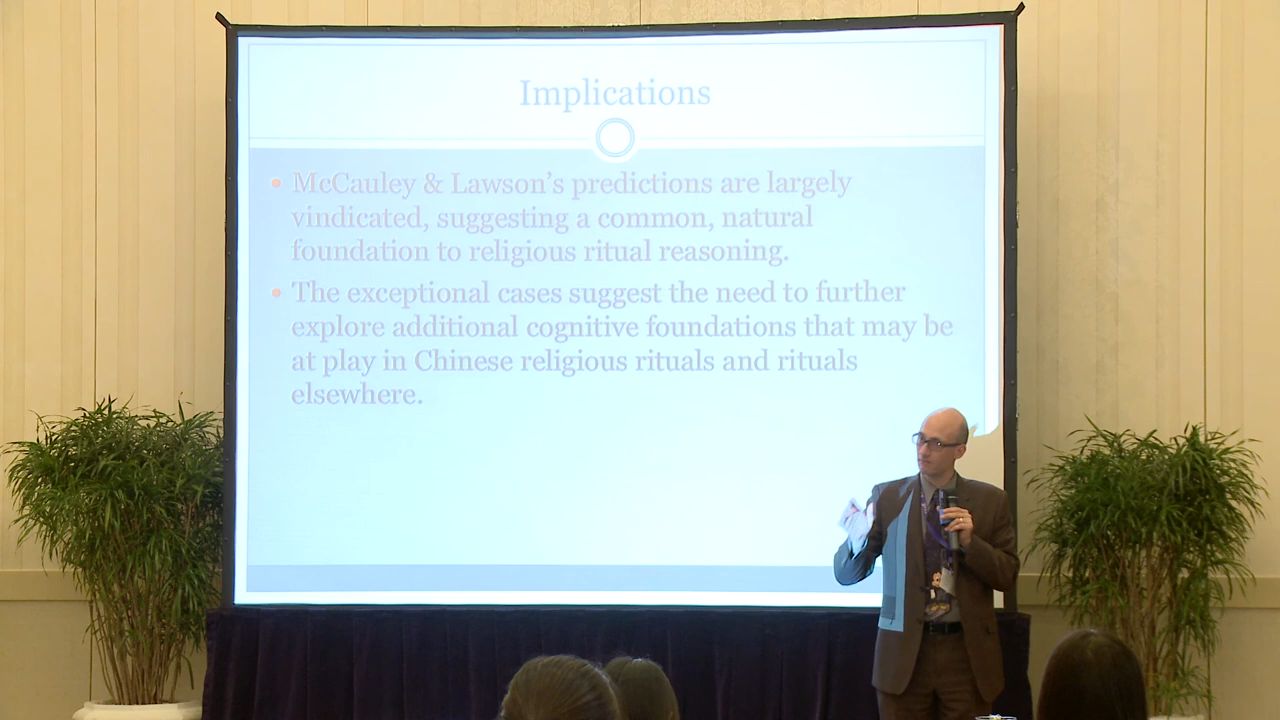 Implications
• McCauley & Lawson's predictions are largely
vindicated, suggesting a common, natural
foundation to religious ritual reasoning.
• The exceptional cases suggest the need to further
explore additional cognitive foundations that may be
at play in Chinese religious rituals and rituals
elsewhere.